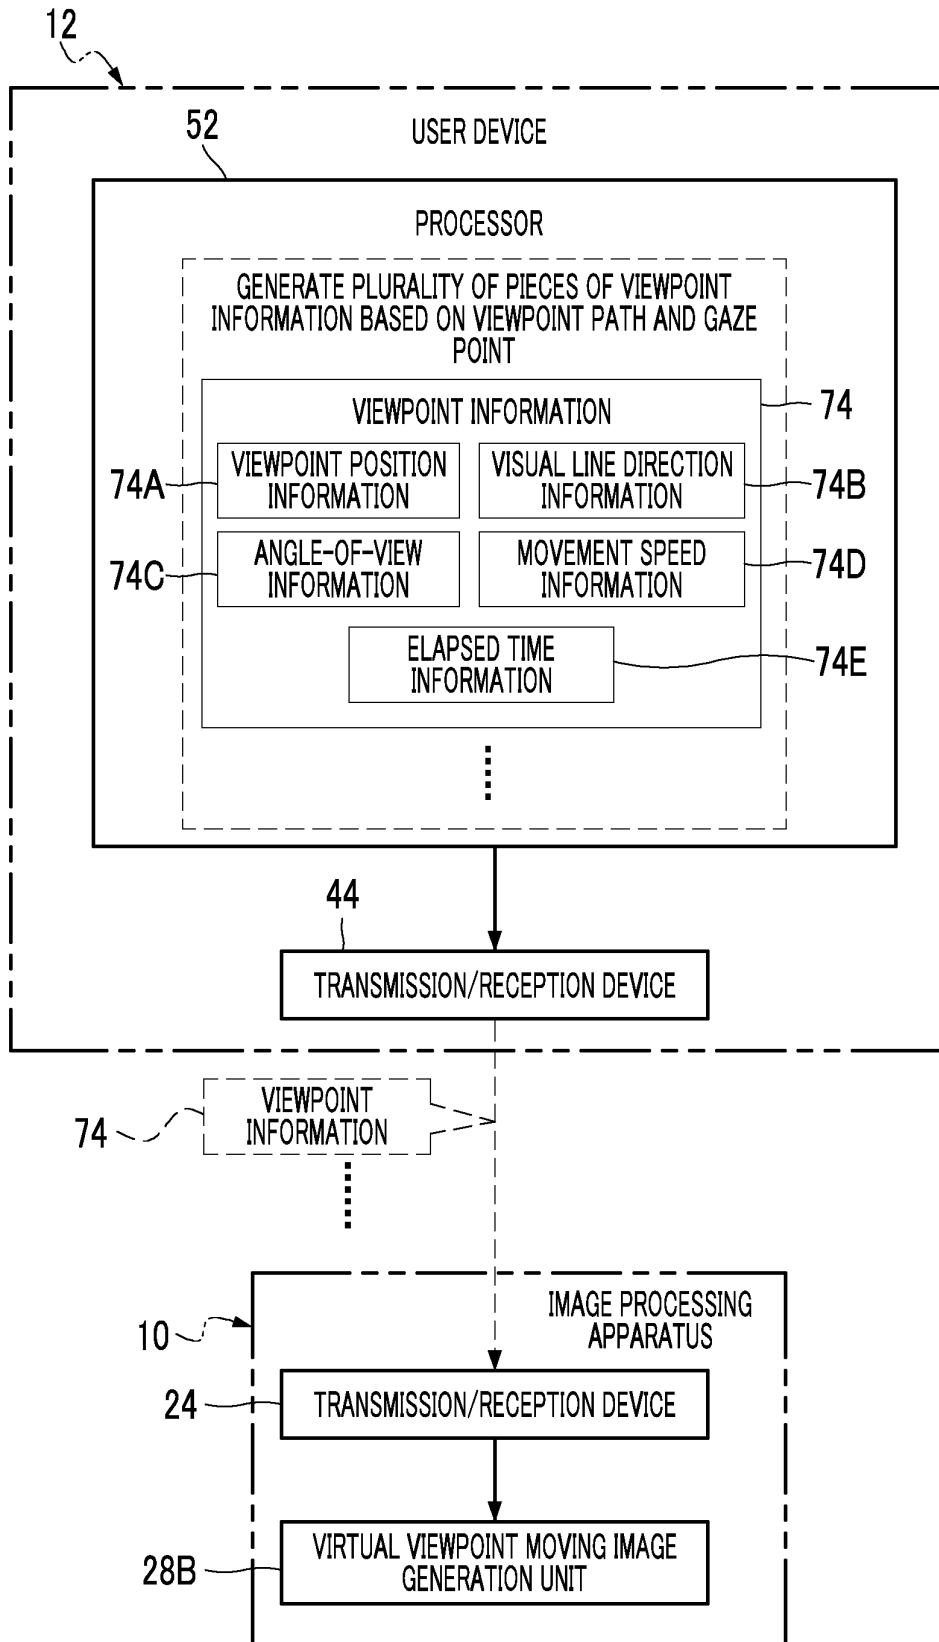 12
USER DEVICE
52
PROCESSOR
GENERATE PLURALITY OF PIECES OF VIEWPOINT
INFORMATION BASED ON VIEWPOINT PATH AND GAZE
POINT
VIEWPOINT INFORMATION
74
74A
VIEWPOINT POSITION
INFORMATION
VISUAL LINE DIRECTION
INFORMATION
74B
74C
ANGLE-OF-VIEW
INFORMATION
MOVEMENT SPEED
INFORMATION
74D
ELAPSED TIME
INFORMATION
74E
44
TRANSMISSION/RECEPTION DEVICE
74
VIEWPOINT
INFORMATION
10
IMAGE PROCESSING
APPARATUS
24
TRANSMISSION/RECEPTION DEVICE
28B
VIRTUAL VIEWPOINT MOVING IMAGE
GENERATION UNIT